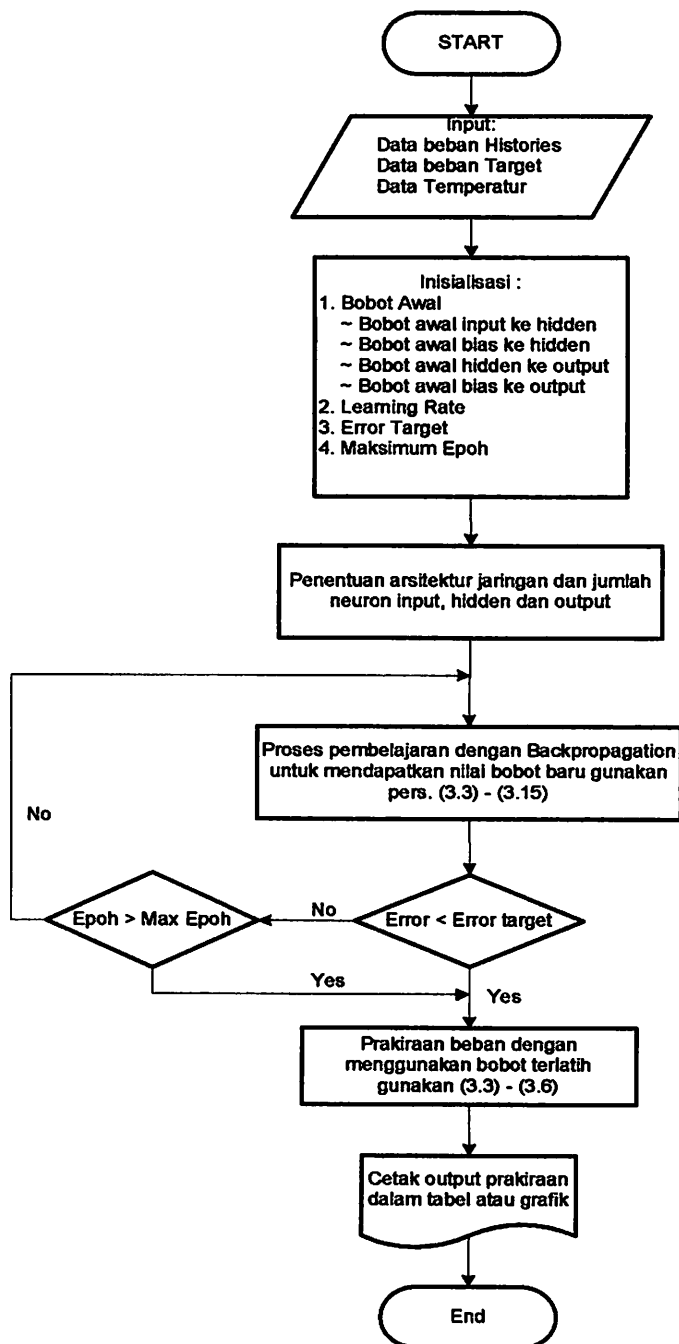 START
Input:
Data beban Histories
Data beban Target
Data Temperatur
Inisialisasi :
1. Bobot Awal
~ Bobot awal input ke hidden
~ Bobot awal bias ke hidden
~ Bobot awal hidden ke output
~ Bobot awal bias ke output
2. Learning Rate
3. Error Target
4. Maksimum Epoh
Penentuan arsitektur jaringan dan jumlah
neuron input, hidden dan output
Proses pembelajaran dengan Backpropagation
untuk mendapatkan nilai bobot baru gunakan
pers. (3.3) - (3.15)
No
Epoh > Max Epoh
No
Error < Error target
Yes
Yes
Prakiraan beban dengan
menggunakan bobot terlatih
gunakan (3.3) - (3.6)
Cetak output prakiraan
dalam tabel atau grafik
End